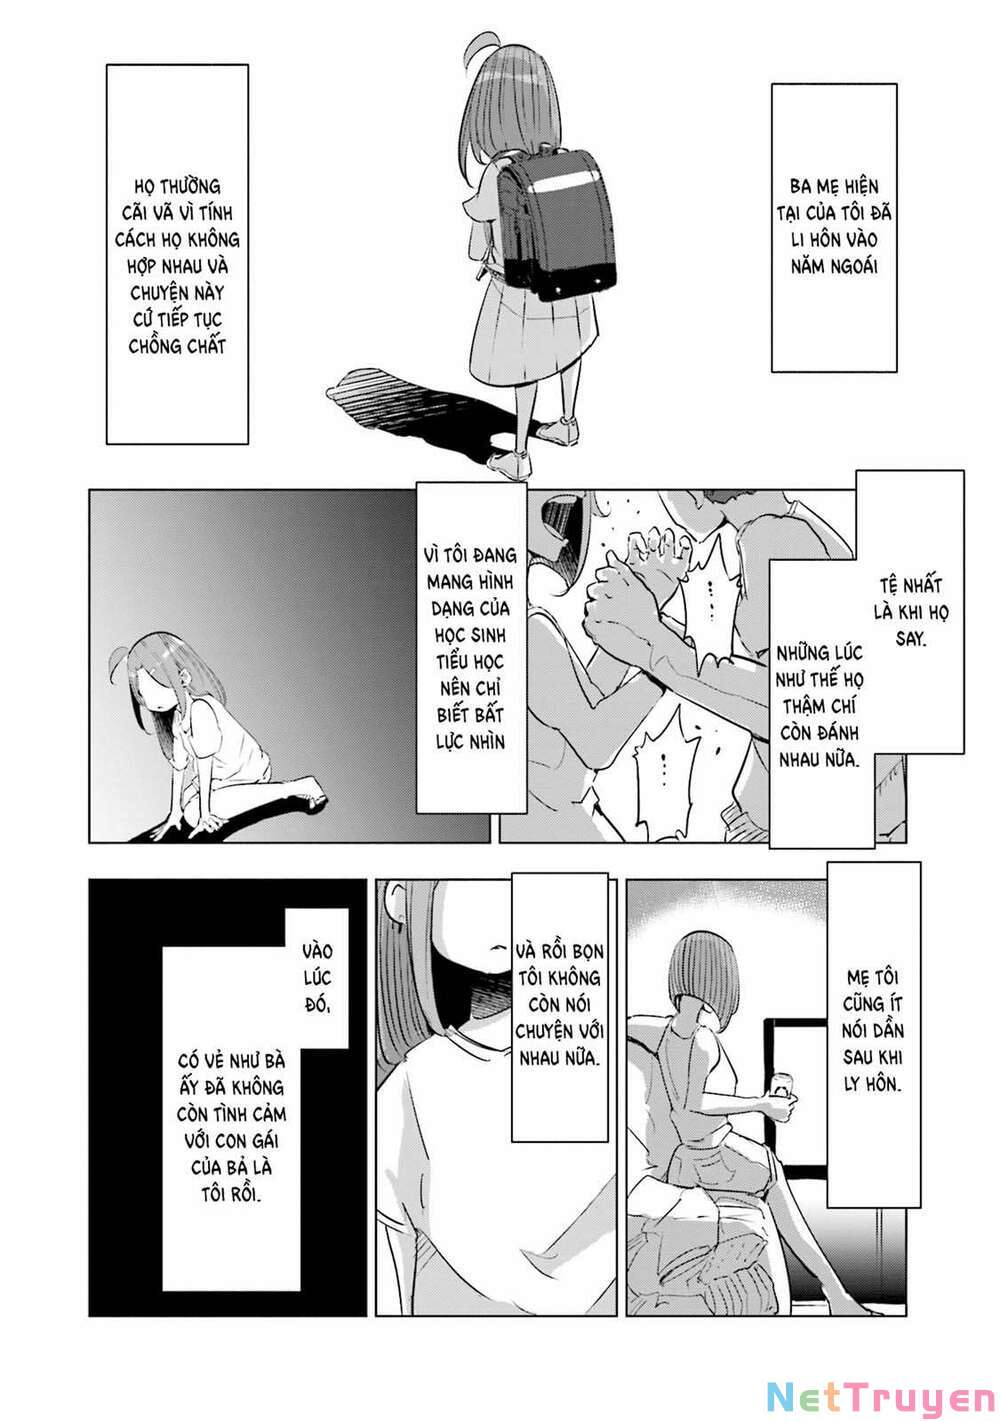 BA MẸ HIỆN
TẠI CỦA TÔI ĐÃ
LI HÔN VÀO
NĂM NGOÁI
HỌ THƯỜNG
CÃI VÃ VÌ TÍNH
CÁCH HỌ KHÔNG
HỢP NHAU VÀ
CHUYỆN NÀY
CỨ TIẾP TỤC
CHỒNG CHẤT
TỆ NHẤT
LÀ KHI HỌ
SAY.
NHỮNG LÚC
NHƯ THẾ HỌ
THẬM CHÍ
CÒN ĐÁNH
NHAU NỮA.
...
...
VÌ TÔI ĐANG
MANG HÌNH
DẠNG CỦA
HỌC SINH
TIỂU HỌC
NÊN CHỈ
BIẾT BẤT
LỰC NHÌN
MẸ TÔI
CŨNG ÍT
NÓI DẦN
SAU KHI
LY HÔN.
VÀ RỒI BỌN
TÔI KHÔNG
CÒN NÓI
CHUYỆN VỚI
NHAU NỮA.
VÀO
LÚC
ĐÓ,
CÓ VẺ NHƯ BÀ
ẤY ĐÃ KHÔNG
CÒN TÌNH CẢM
VỚI CON GÁI
CỦA BẢ LÀ
TÔI RỒI.
NetTruyen